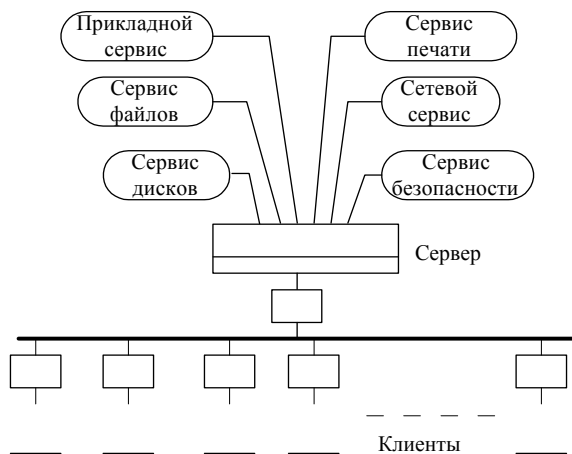 Прикладной
сервис
Сервис
печати
Сервис
файлов
Сетевой
сервис
Сервис
дисков
Сервис
безопасности
Сервер
Клиенты